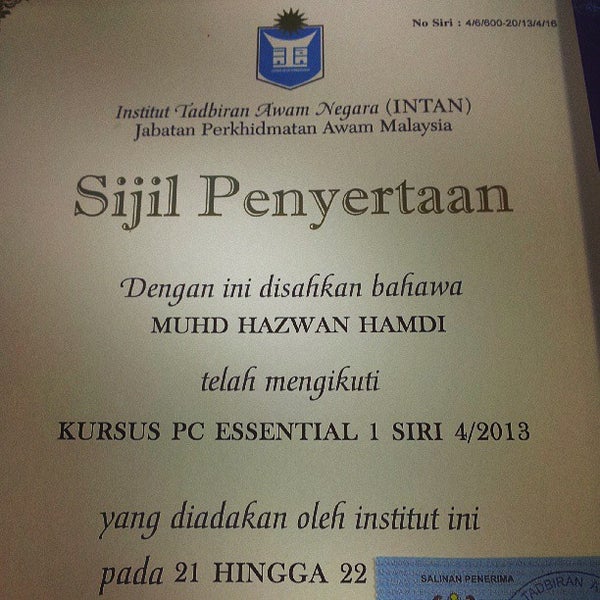 No Siri : 4/6/600-20/13/4/16
Institut Tadbiran Awam Negara (INTAN)
Jabatan Perkhidmatan Awam Malaysia
Sijil Penyertaan
Dengan ini disahkan bahawa
MUHD HAZWAN HAMDI
telah mengikuti
KURSUS PC ESSENTIAL 1 SIRI 4/2013
yang diadakan oleh institut ini
pada 21 HINGGA 22
SALINAN PENERIMA
TADBIRAN A